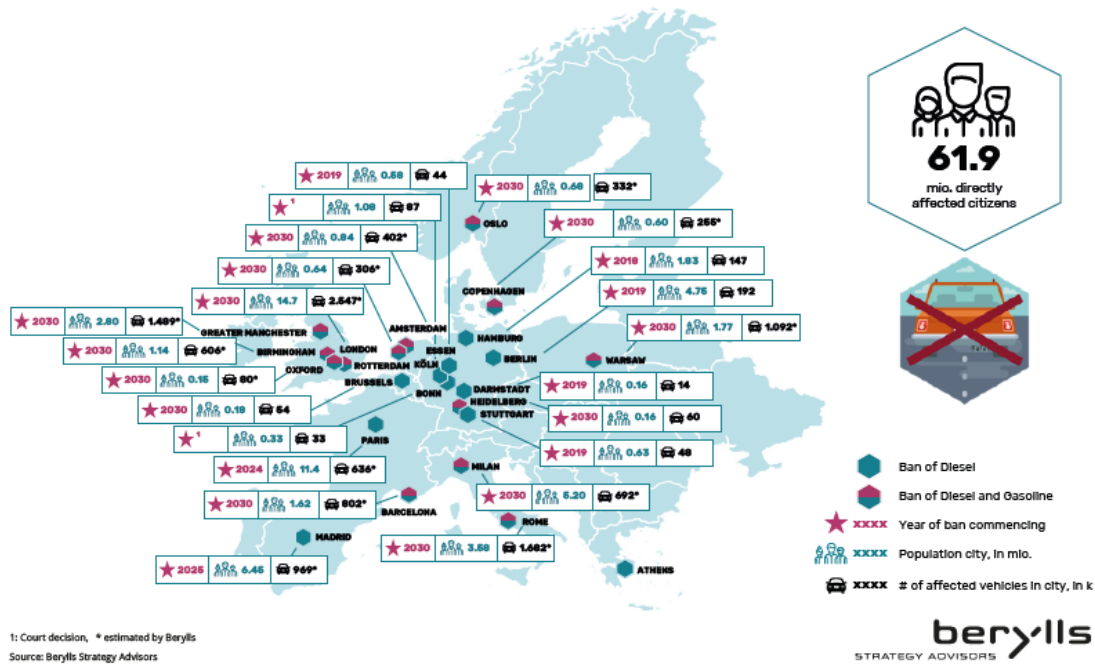 61.9
mio. directly
affected citizens
2019 0.58 44
2030 0.68 332*
1 1.08 87
2030 0.60 255*
OSLO
2030 0.84 402*
2018 1.83 147
2030 0.64 306*
2019 4.75 192
COPENHAGEN
2030 14.7 2.547*
2030 2.80 1.489*
2030 1.77 1.092*
GREATER MANCHESTER
AMSTERDAM
HAMBURG
2030 1.14 606*
BIRMINGHAM
LONDON
ESSEN
BERLIN
WARSAW
OXFORD
ROTTERDAM
KÖLN
2030 0.15 80*
BRUSSELS
BONN
DARMSTADT
2019 0.16 14
HEIDELBERG
2030 0.18 54
STUTTGART
2030 0.16 60
1 0.33 33
PARIS
2019 0.63 48
2024 11.4 636*
MILAN
2030 1.62 802*
2030 5.20 692*
BARCELONA
ROME
MADRID
2030 3.58 1.682*
2025 6.45 969*
ATHENS
Ban of Diesel
Ban of Diesel and Gasoline
xxxx Year of ban commencing
xxxx Population city, in mio.
xxxx # of affected vehicles in city, in k
1: Court decision, * estimated by Berylls
Source: Berylls Strategy Advisors
berylls
STRATEGY ADVISORS